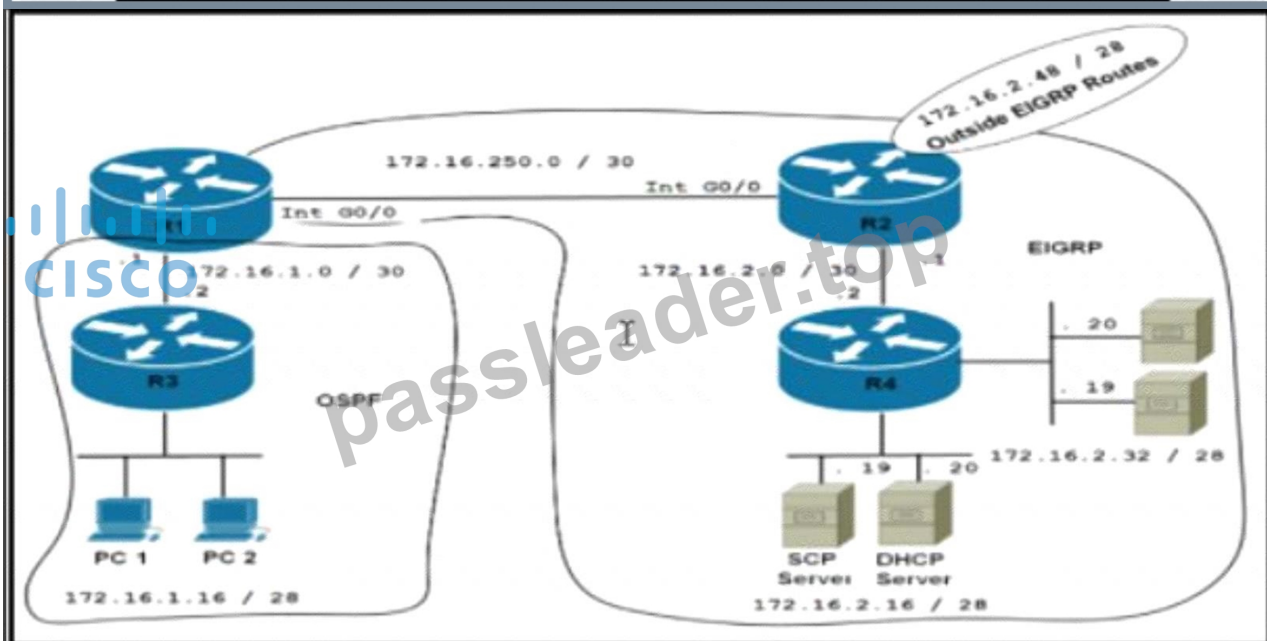 172.16.2.48 / 28
Outside EIGRP Routes
172.16.250.0 / 30
Int G0/0
Int G0/0
R1
R2
EIGRP
CISCO
.1
172.16.1.0 / 30
.2
172.16.2.0 / 30
.1
.2
passleader.top
. 20
R3
R4
OSPF
. 19
. 19
. 20
172.16.2.32 / 28
PC 1
PC 2
SCP
Server
DHCP
Server
172.16.1.16 / 28
172.16.2.16 / 28